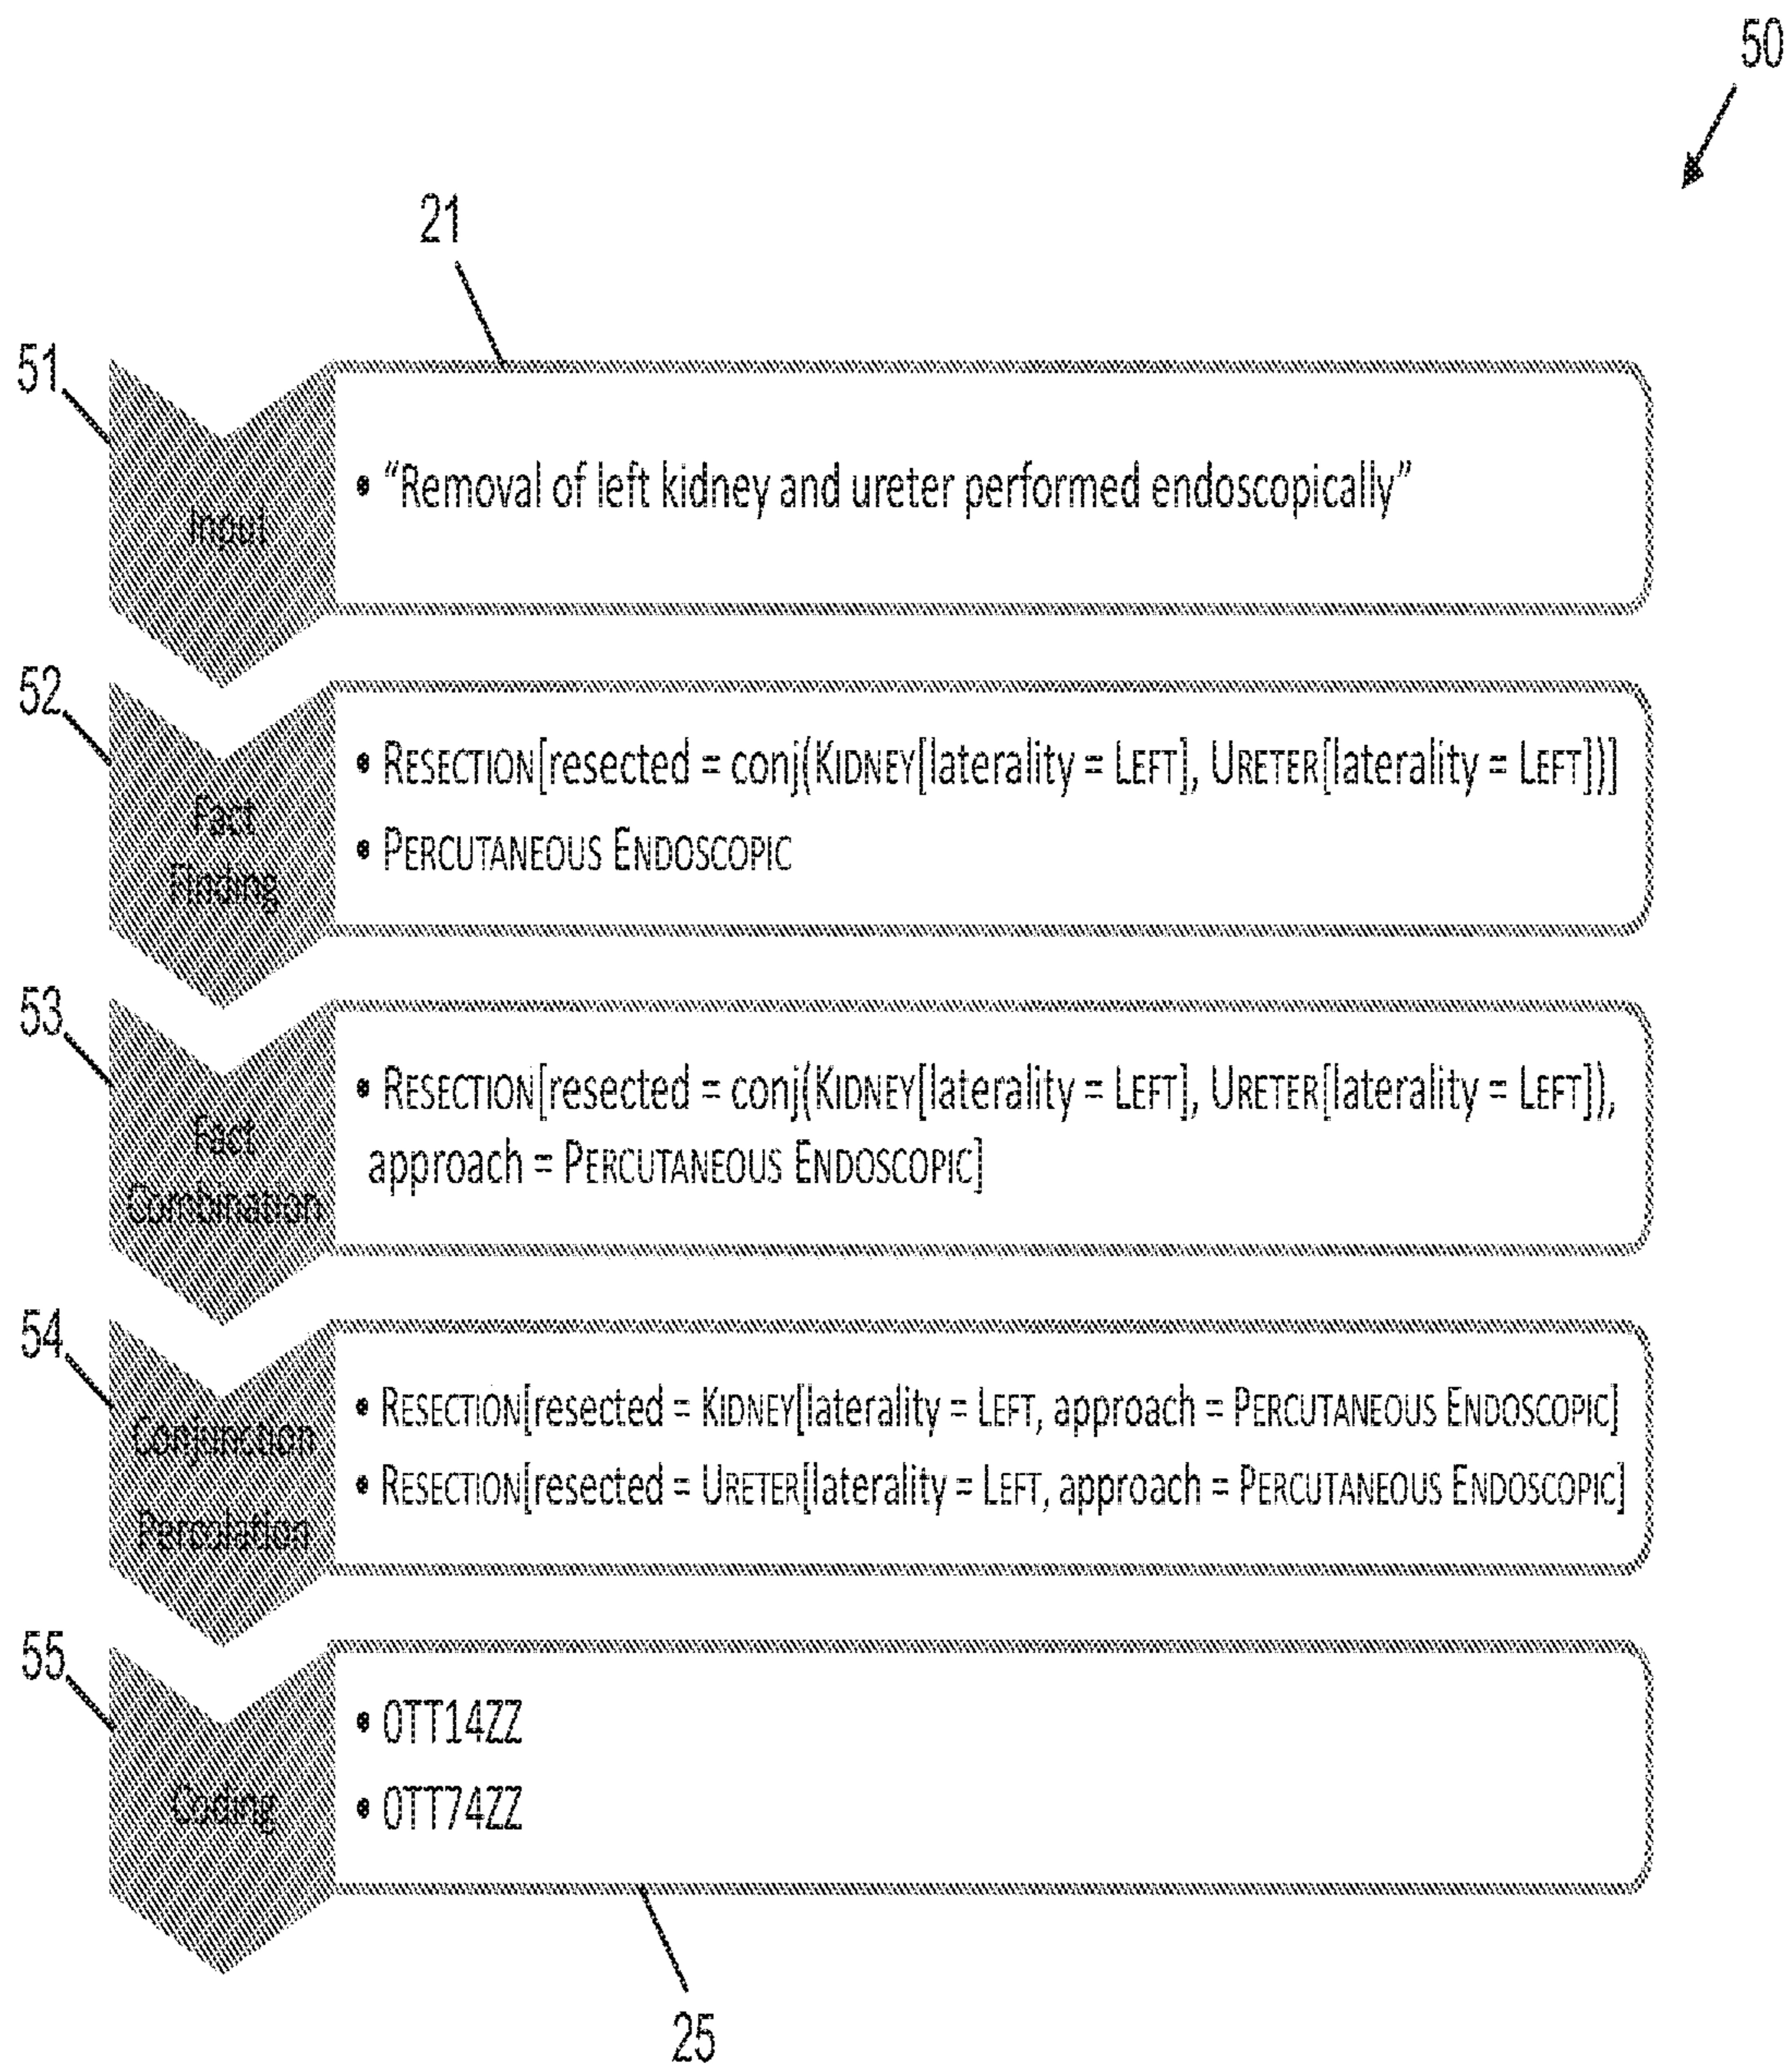 50
21
51
Input
• “Removal of left kidney and ureter performed endoscopically”
52
Fact
Finding
• RESECTION[resected = conj(KIDNEY[laterality = LEFT], URETER[laterality = LEFT])]
• PERCUTANEOUS ENDOSCOPIC
53
Fact
Combination
• RESECTION[resected = conj(KIDNEY[laterality = LEFT], URETER[laterality = LEFT]),
approach = PERCUTANEOUS ENDOSCOPIC]
54
Conjunction
Percolation
• RESECTION[resected = KIDNEY[laterality = LEFT, approach = PERCUTANEOUS ENDOSCOPIC]
• RESECTION[resected = URETER[laterality = LEFT, approach = PERCUTANEOUS ENDOSCOPIC]
55
Coding
• 0TT14ZZ
• 0TT74ZZ
25